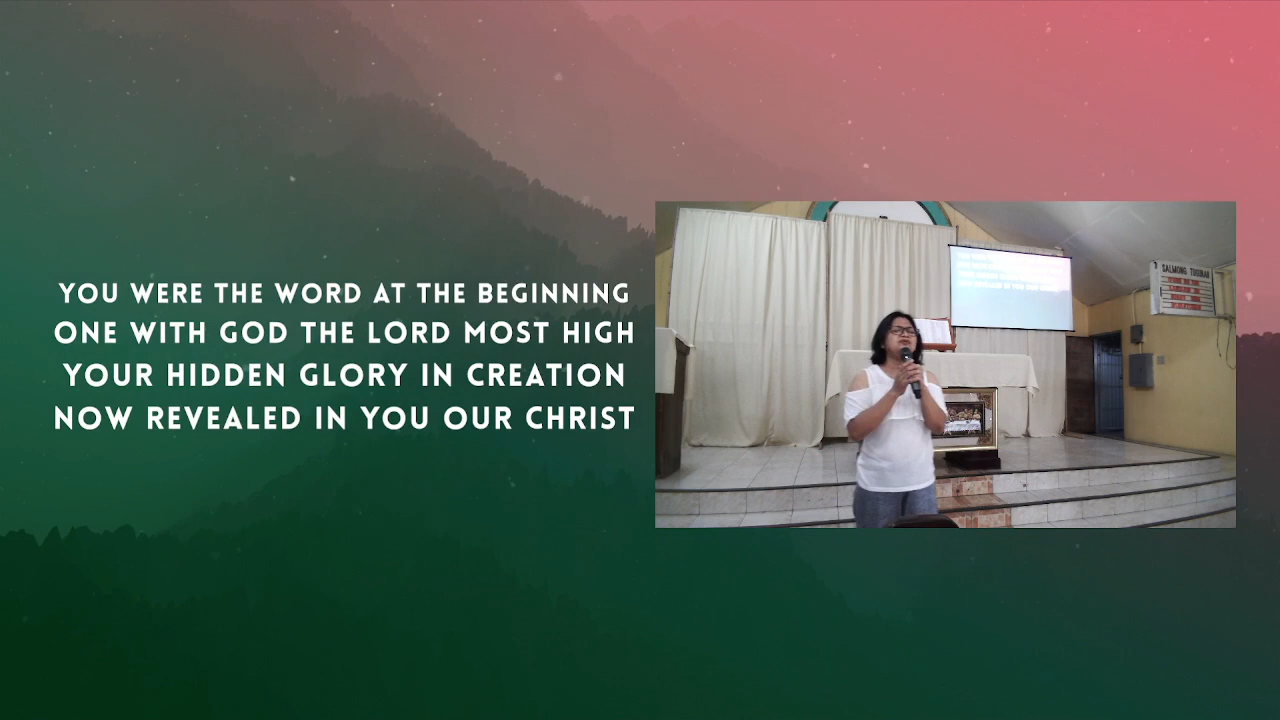 YOU WERE THE WORD AT THE BEGINNING
ONE WITH GOD THE LORD MOST HIGH
YOUR HIDDEN GLORY IN CREATION
NOW REVEALED IN YOU OUR CHRIST
SALMONG TUGUNAN